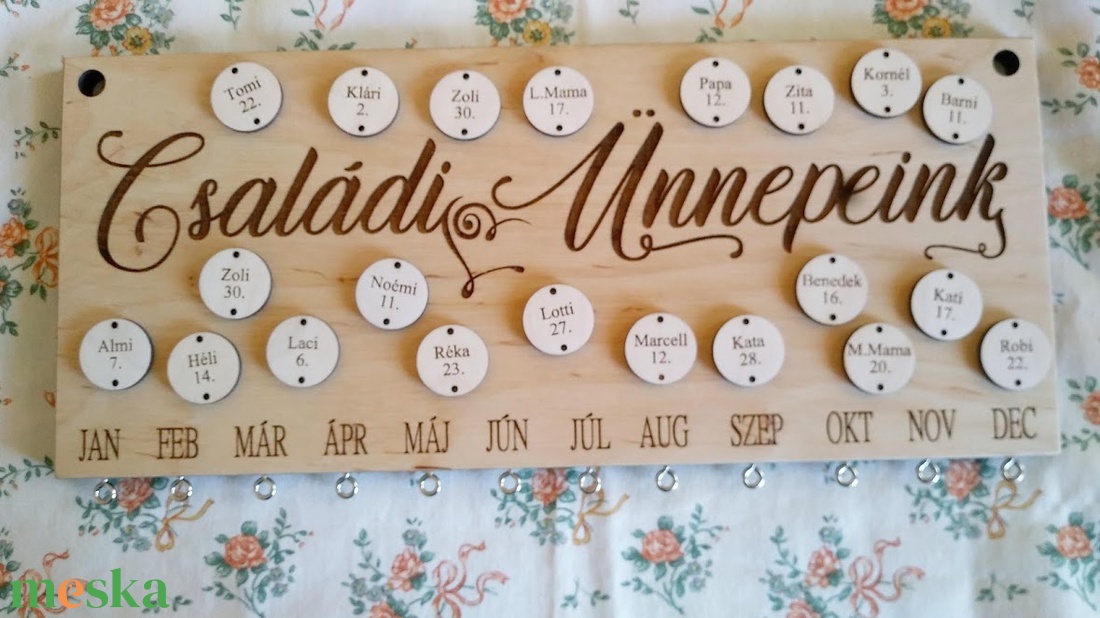 Tomi
22.
Klári
2.
Zoli
30.
L.Mama
17.
Papa
12.
Zita
11.
Kornél
3.
Barni
11.
Családi Ünnepeink
Zoli
30.
Noémi
11.
Benedek
16.
Kati
17.
Almi
7.
Héli
14.
Laci
6.
Réka
23.
Lotti
27.
Marcell
12.
Kata
28.
M.Mama
20.
Robi
22.
JAN FEB MÁR ÁPR MÁJ JÚN JÚL AUG SZEP OKT NOV DEC
meska